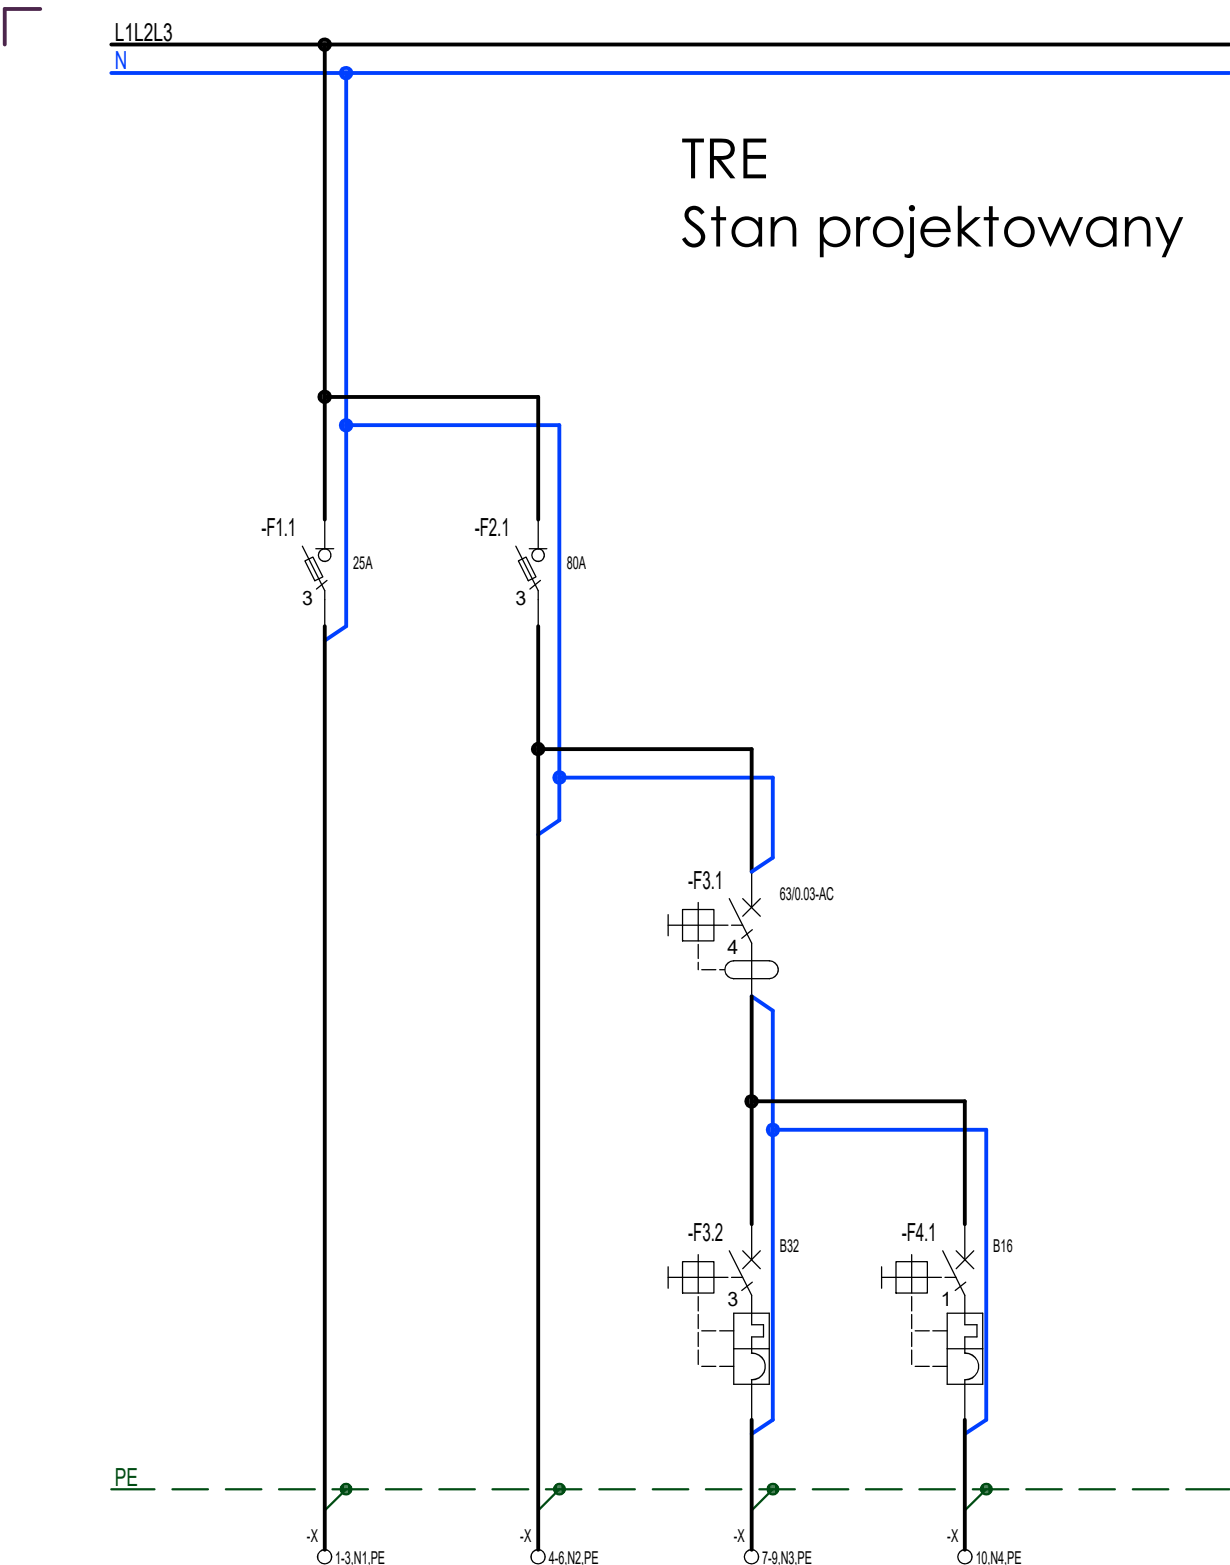 L1L2L3
N
TRE
Stan projektowany
-F1.1
25A
3
-F2.1
80A
3
-F3.1
63/0.03-AC
4
-F3.2
B32
3
-F4.1
B16
1
PE
-X
1-3,N1,PE
-X
4-6,N2,PE
-X
7-9,N3,PE
-X
10,N4,PE